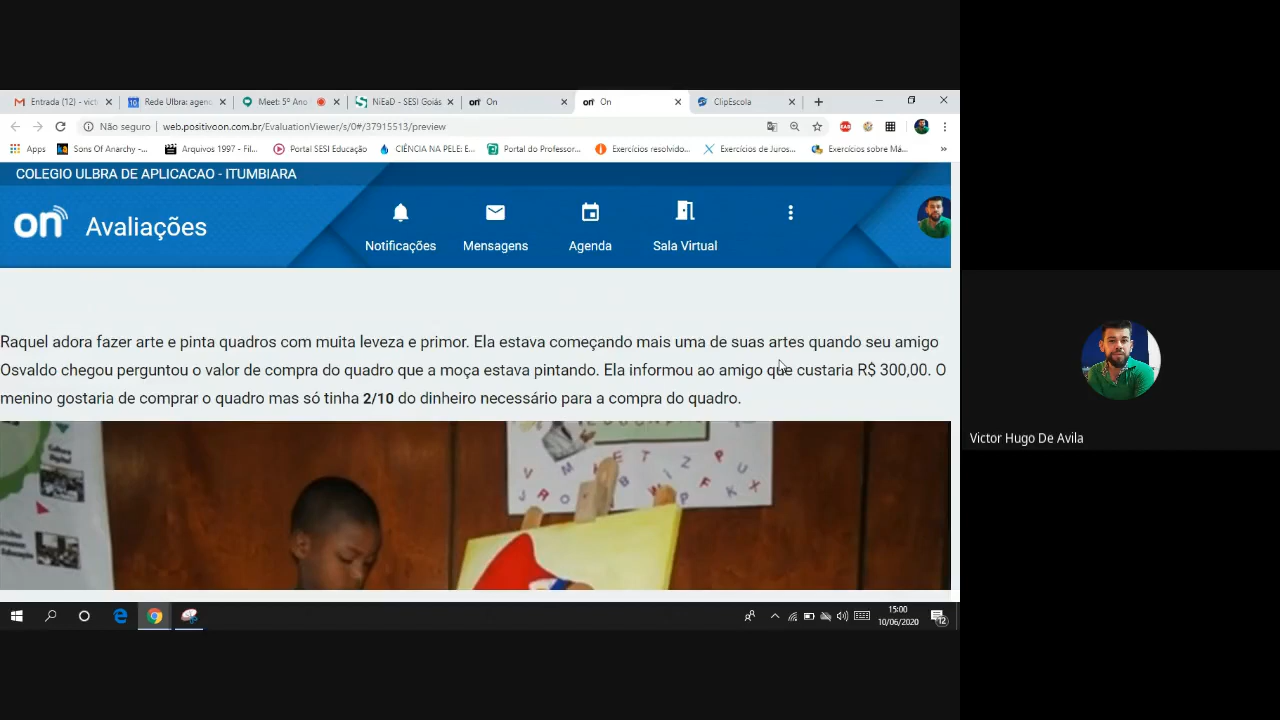 Entrada (12) - vict
Rede Ulbra: agen
Meet: 5º Ano
NiEaD - SESI Goiás
On
On
ClipEscola
Não seguro
web.positivoon.com.br/EvaluationViewer/s/0#/37915513/preview
Apps
Sons Of Anarchy -...
Arquivos 1997 - Fil...
Portal SESI Educação
CIÊNCIA NA PELE: E...
Portal do Professor...
Exercícios resolvido...
Exercícios de Juros...
Exercícios sobre Má...
COLEGIO ULBRA DE APLICACAO - ITUMBIARA
on Avaliações
Notificações
Mensagens
Agenda
Sala Virtual
Raquel adora fazer arte e pinta quadros com muita leveza e primor. Ela estava começando mais uma de suas artes quando seu amigo
Osvaldo chegou perguntou o valor de compra do quadro que a moça estava pintando. Ela informou ao amigo que custaria R$ 300,00. O
menino gostaria de comprar o quadro mas só tinha 2/10 do dinheiro necessário para a compra do quadro.
Victor Hugo De Avila
15:00
10/06/2020
12